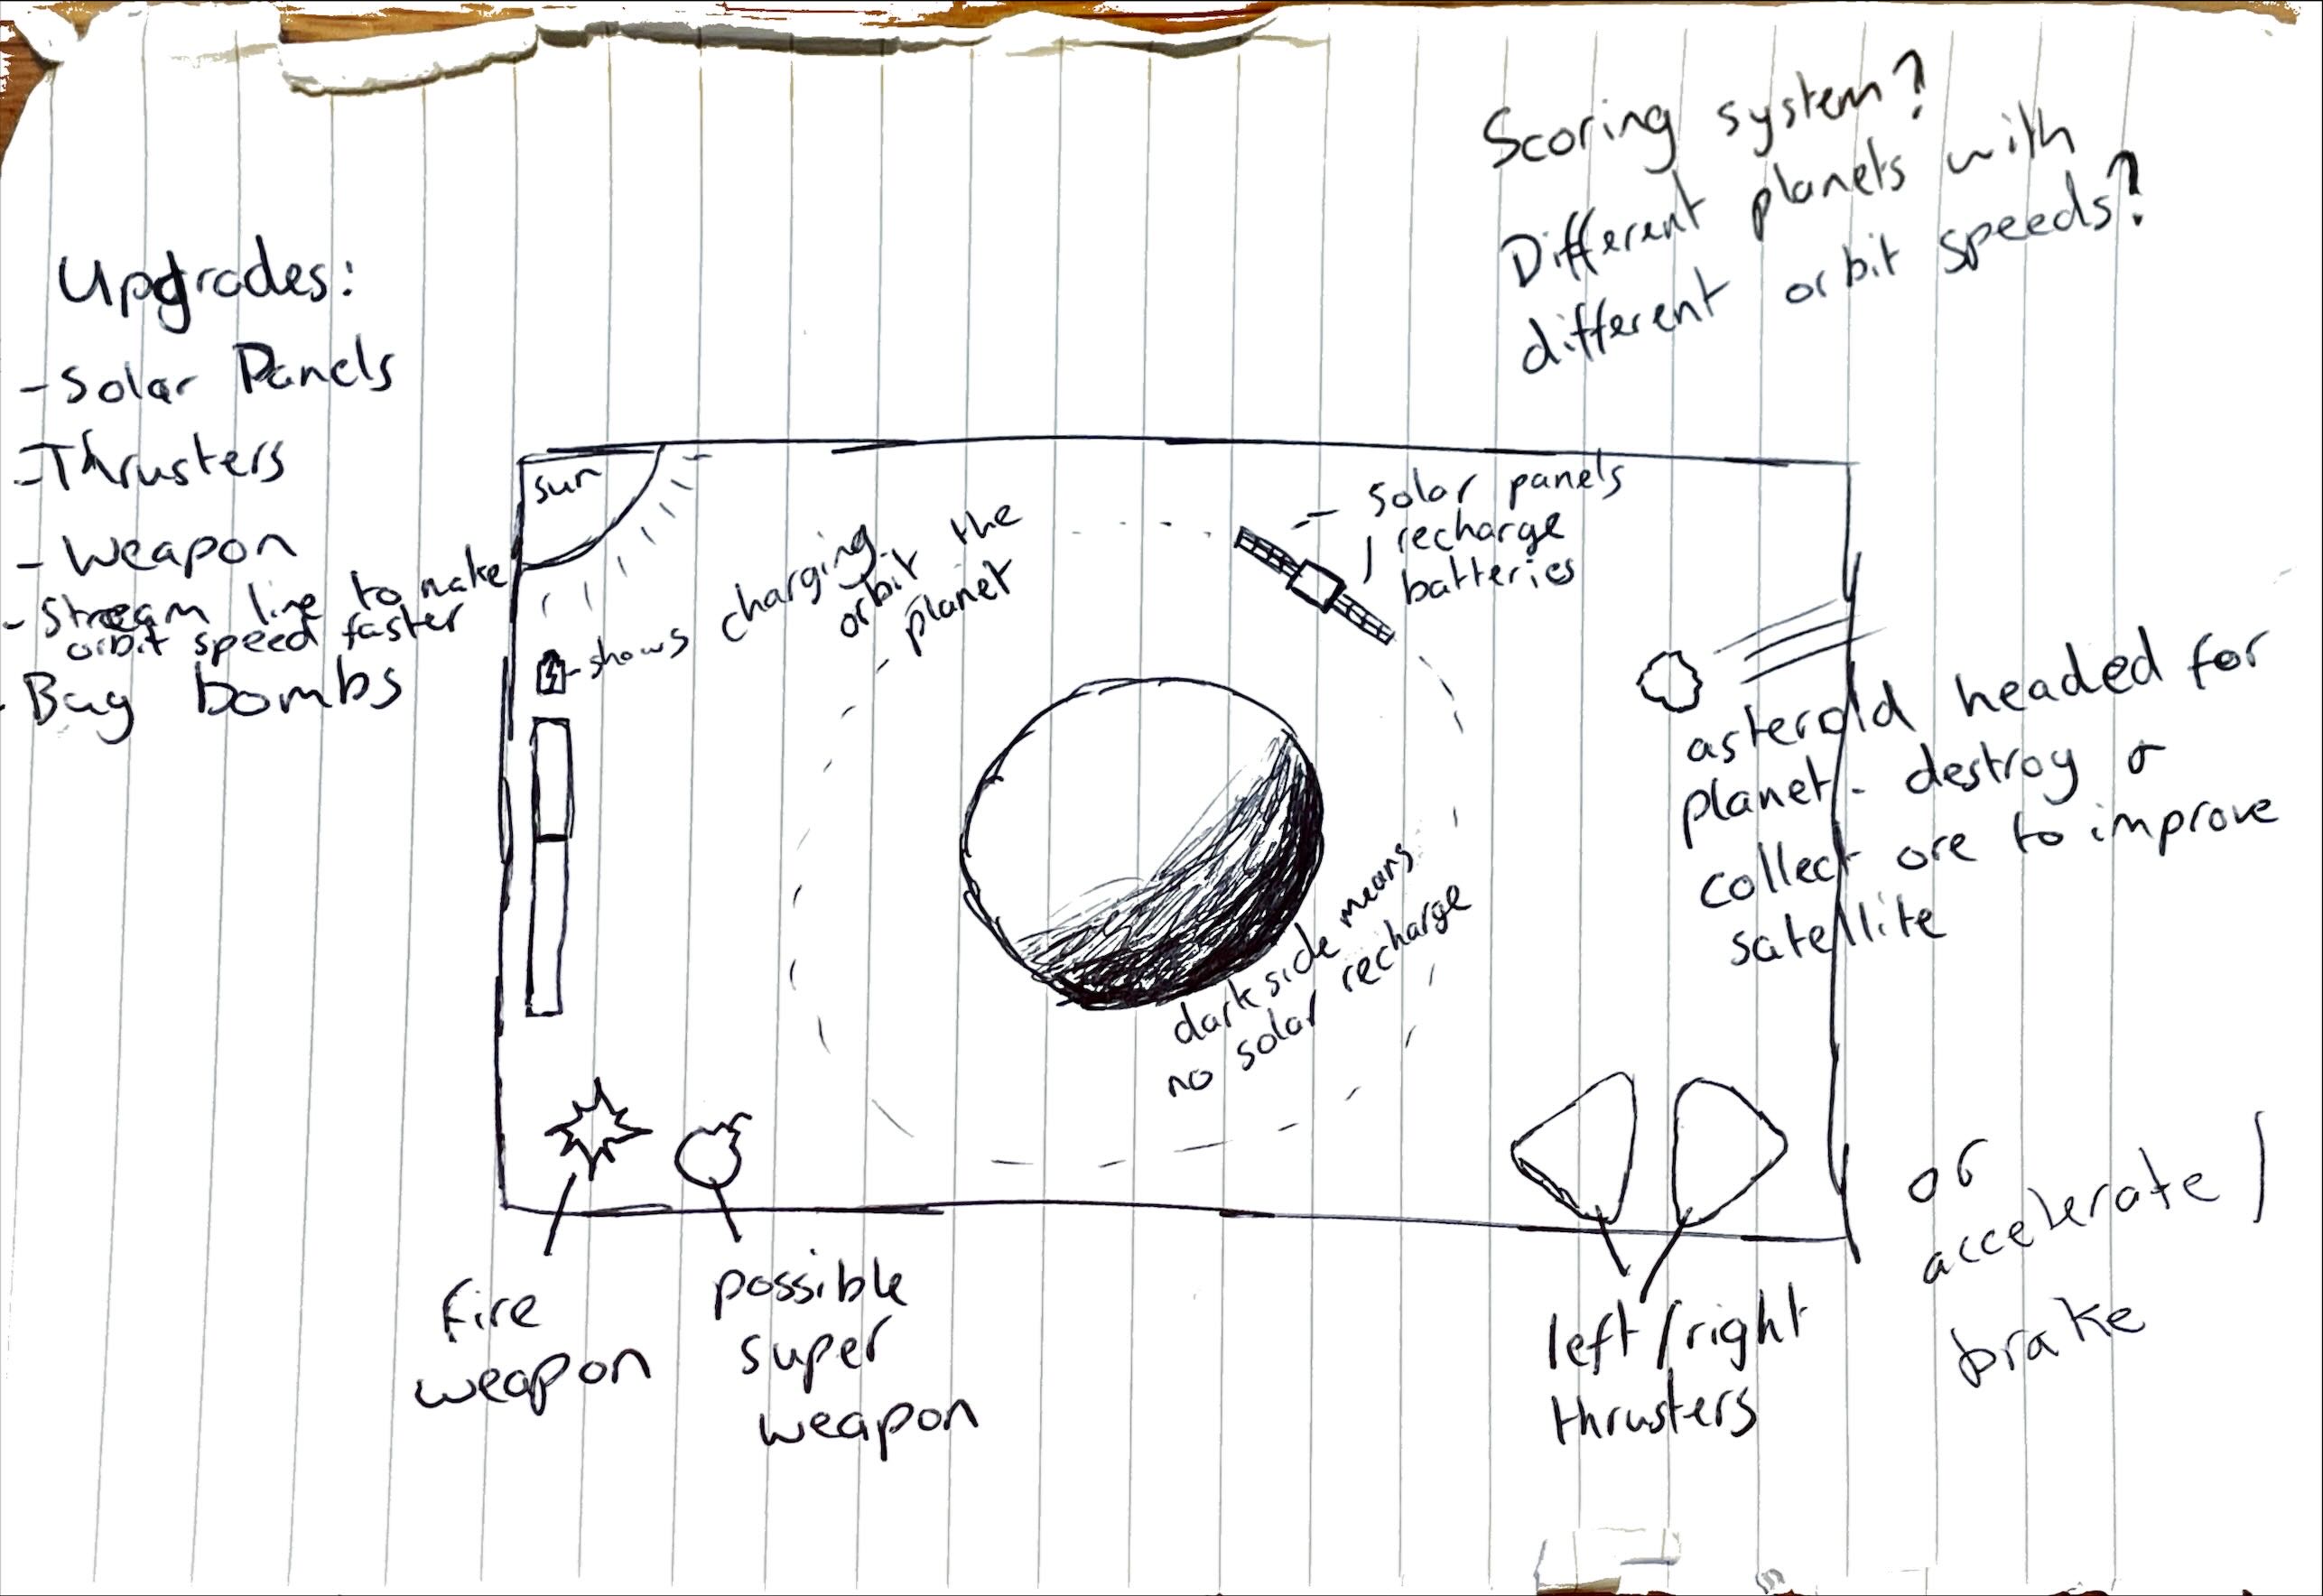 Upgrades:
-Solar Panels
-Thrusters
-Weapon
-Stream line to make
orbit speed faster
-Buy bombs
Scoring system?
Different planets with
different orbit speeds?
sun
-shows charging
orbit the
planet
solar panels
recharge
batteries
asteroid headed for
planet - destroy &
collect ore to improve
satellite
dark side means
no solar recharge
fire
weapon
possible
super
weapon
left/right
thrusters
or
accelerate/
brake